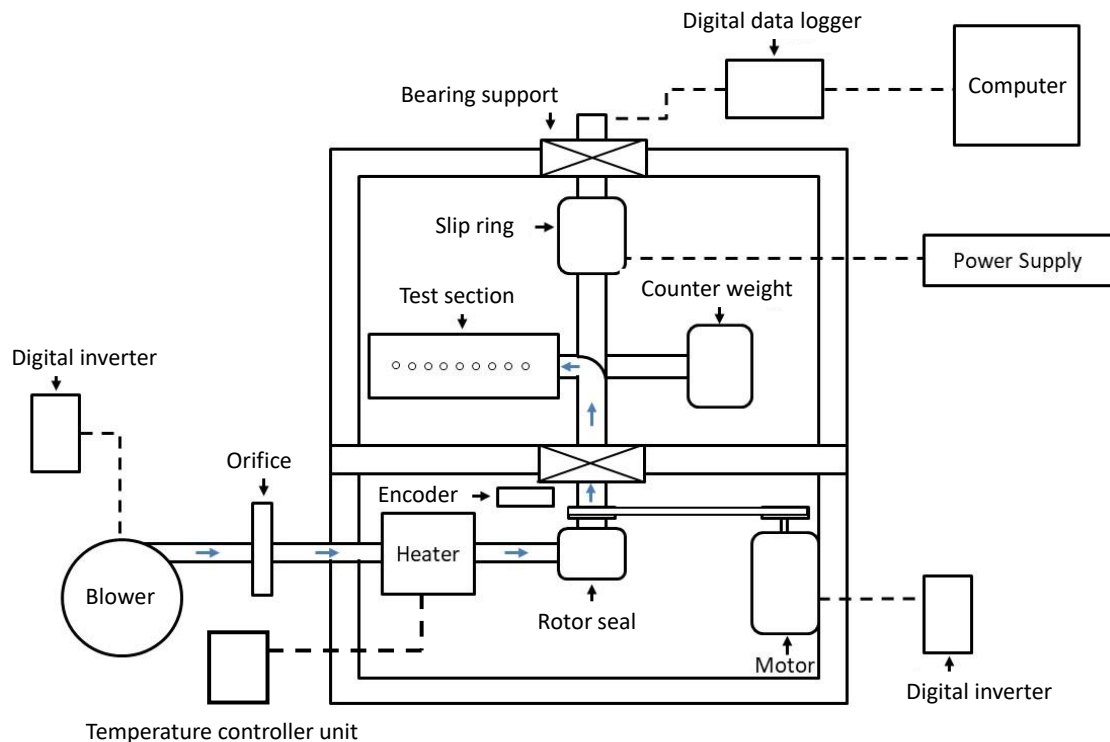 Digital data logger
Computer
Bearing support
Slip ring
Power Supply
Test section
Counter weight
Digital inverter
Orifice
Encoder
Heater
Blower
Rotor seal
Motor
Digital inverter
Temperature controller unit